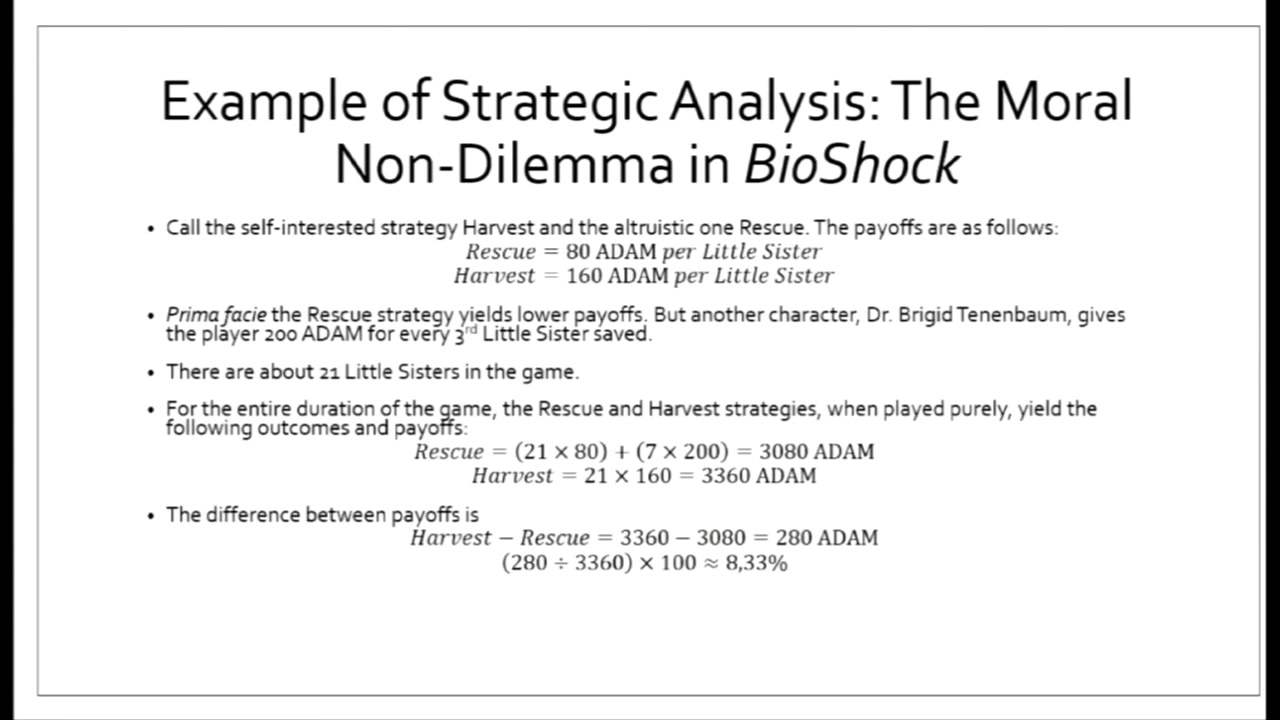 Example of Strategic Analysis: The Moral
Non-Dilemma in BioShock
• Call the self-interested strategy Harvest and the altruistic one Rescue. The payoffs are as follows:
Rescue = 80 ADAM per Little Sister
Harvest = 160 ADAM per Little Sister
• Prima facie the Rescue strategy yields lower payoffs. But another character, Dr. Brigid Tenenbaum, gives
the player 200 ADAM for every 3rd Little Sister saved.
• There are about 21 Little Sisters in the game.
• For the entire duration of the game, the Rescue and Harvest strategies, when played purely, yield the
following outcomes and payoffs:
Rescue = (21 × 80) + (7 × 200) = 3080 ADAM
Harvest = 21 × 160 = 3360 ADAM
• The difference between payoffs is
Harvest − Rescue = 3360 − 3080 = 280 ADAM
(280 ÷ 3360) × 100 ≈ 8,33%